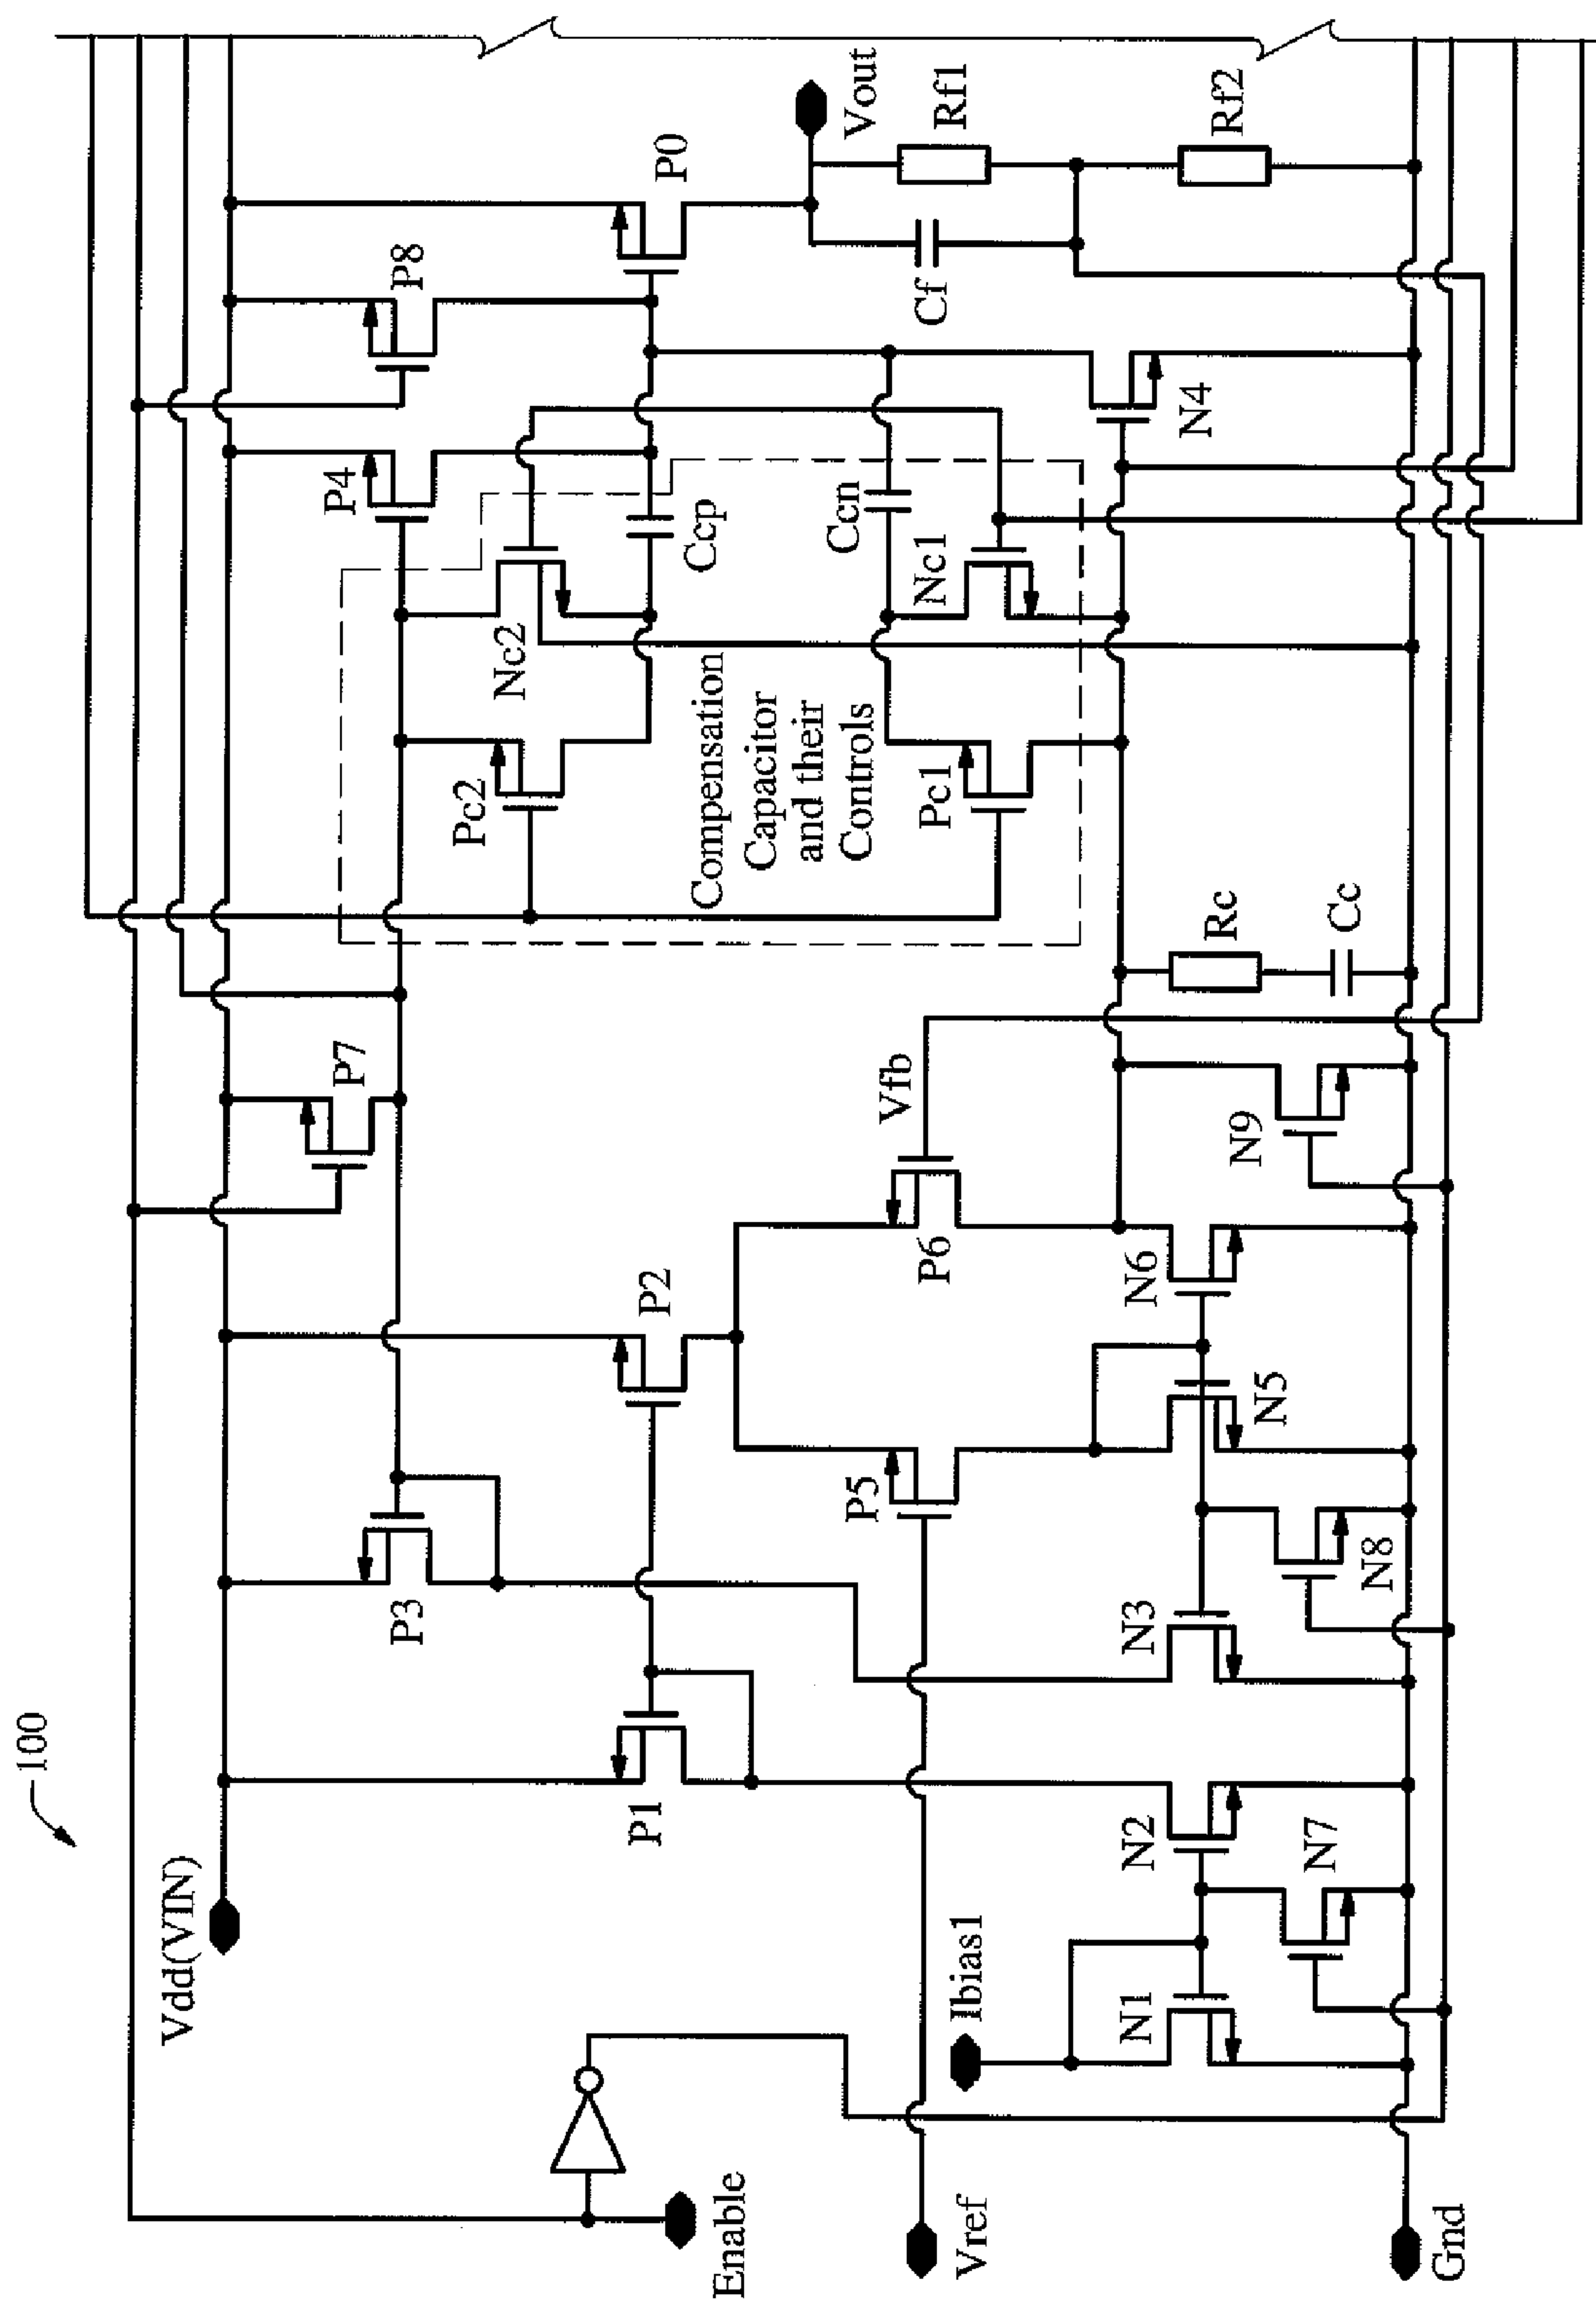 100
Vdd(VIN)
Enable
Vref
Gnd
Ibias1
N1
N7
N2
P1
P3
N3
N8
P5
N5
P2
P6
N6
Vfb
N9
P7
Rc
Cc
Compensation
Capacitor
and their
Controls
Pc2
Pc1
Nc2
Nc1
Ccp
Ccn
P4
N4
P8
P0
Cf
Vout
Rf1
Rf2